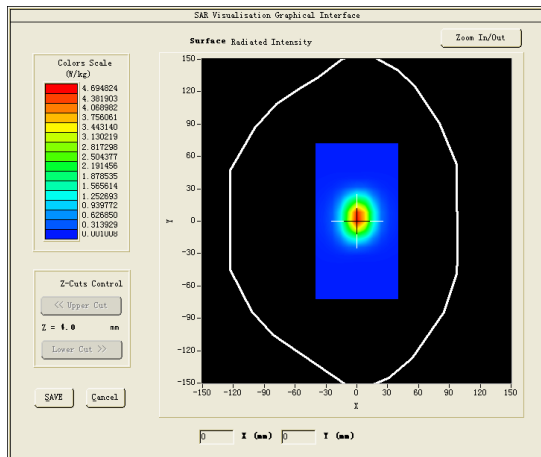 SAR Visualisation Graphical Interface
Surface Radiated Intensity
Zoom In/Out
Colors Scale
(W/kg)
4.694824
4.381903
4.068982
3.756061
3.443140
3.130219
2.817298
2.504377
2.191456
1.878535
1.565614
1.252693
0.939772
0.626850
0.313929
0.001008
150
120
90
60
30
0
-30
-60
-90
-120
-150
Y
-150 -120 -90 -60 -30 0 30 60 90 120 150
X
Z-Cuts Control
<< Upper Cut
Z = 4.0 mm
Lower Cut >>
SAVE Cancel
0 X (mm) 0 Y (mm)